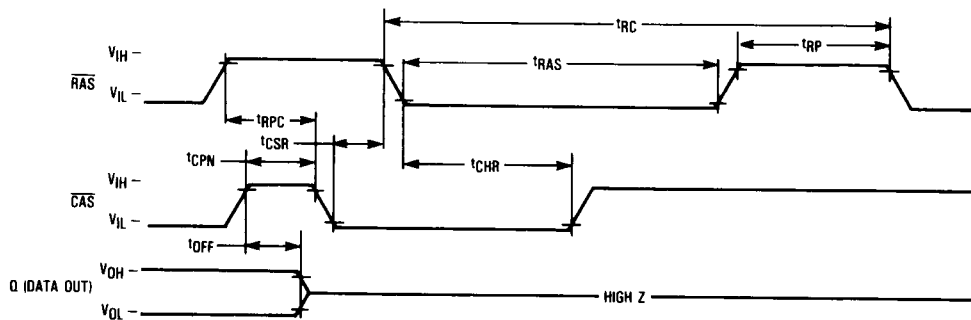 tRC
VIH
tRP
tRAS
RAS
VIL
tRPC
tCSR
tCPN
tCHR
VIH
CAS
VIL
tOFF
VOH
Q (DATA OUT)
HIGH Z
VOL